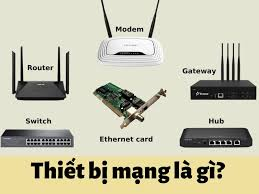 Modem
Router
Gateway
Switch
Ethernet card
Hub
Thiết bị mạng là gì?